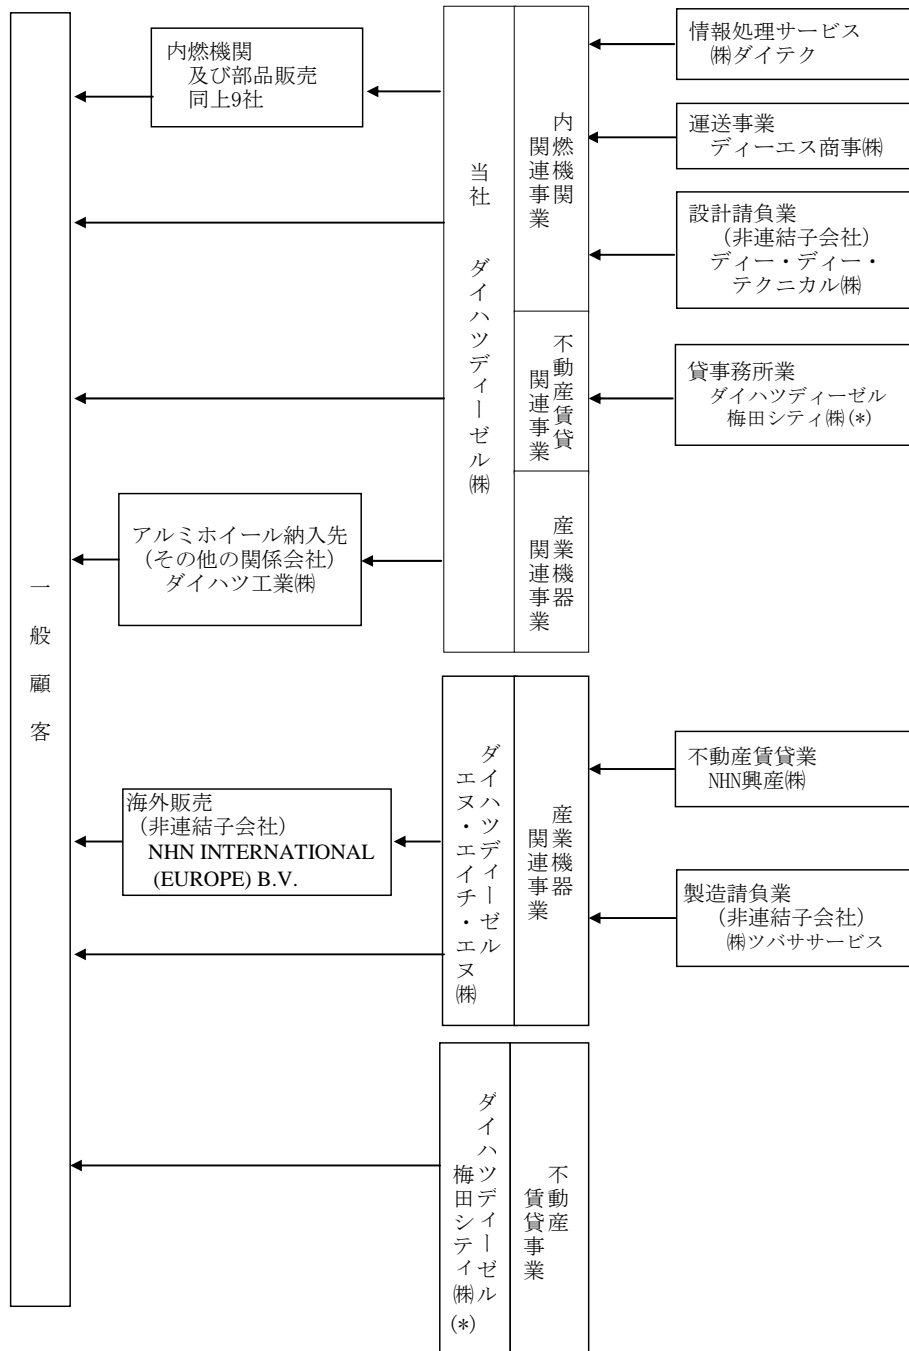 内燃機関
及び部品販売
同上9社
アルミホイール納入先
(その他の関係会社)
ダイハツ工業㈱
海外販売
(非連結子会社)
NHN INTERNATIONAL
(EUROPE) B.V.
一般顧客
当社 ダイハツディーゼル㈱
内燃機関
関連事業
不動産賃貸
関連事業
産業機器
関連事業
ダイハツディーゼル
エヌ・エイチ・エヌ㈱
産業機器
関連事業
ダイハツディーゼル
梅田シティ㈱(*)
不動産
賃貸事業
情報処理サービス
㈱ダイテク
運送事業
ディーエス商事㈱
設計請負業
(非連結子会社)
ディー・ディー・
テクニカル㈱
貸事務所業
ダイハツディーゼル
梅田シティ㈱(*)
不動産賃貸業
NHN興産㈱
製造請負業
(非連結子会社)
㈱ツバササービス